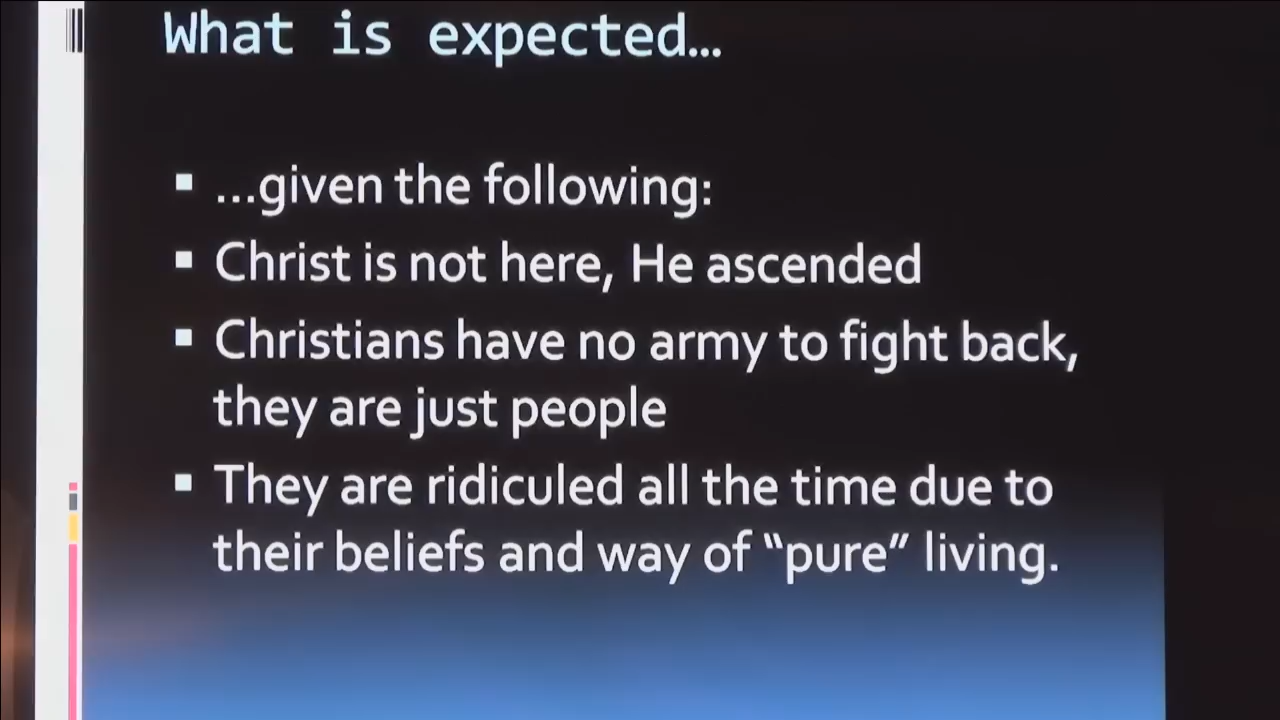 What is expected…
…given the following:
Christ is not here, He ascended
Christians have no army to fight back,
they are just people
They are ridiculed all the time due to
their beliefs and way of “pure” living.